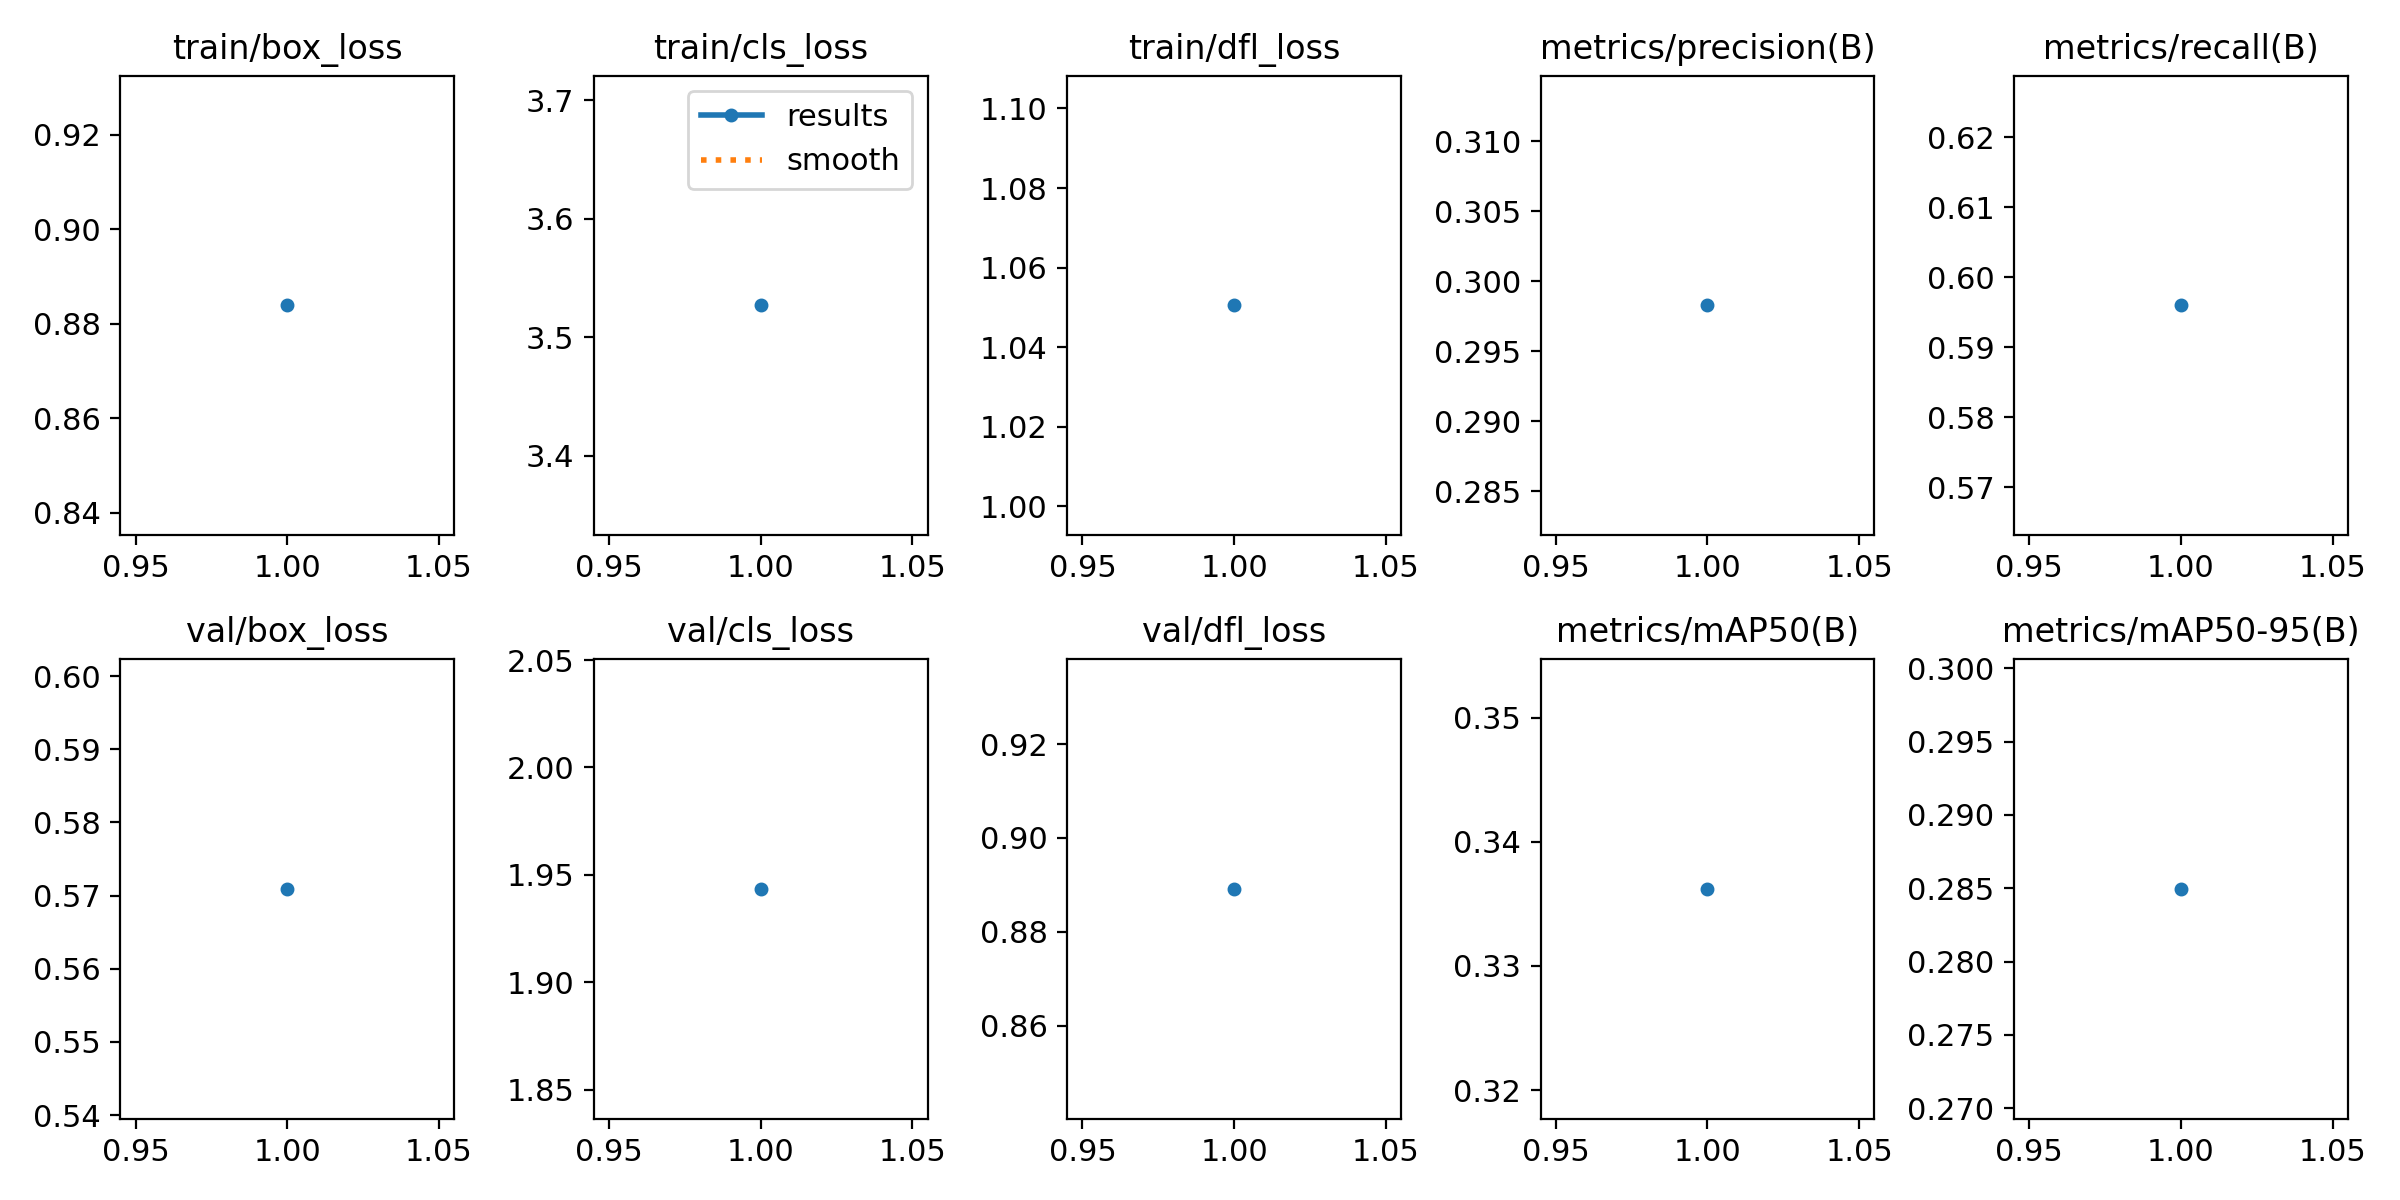 train/box_loss
0.92
0.90
0.88
0.86
0.84
0.95 1.00 1.05
train/cls_loss
results
smooth
3.7
3.6
3.5
3.4
0.95 1.00 1.05
train/dfl_loss
1.10
1.08
1.06
1.04
1.02
1.00
0.95 1.00 1.05
metrics/precision(B)
0.310
0.305
0.300
0.295
0.290
0.285
0.95 1.00 1.05
metrics/recall(B)
0.62
0.61
0.60
0.59
0.58
0.57
0.95 1.00 1.05
val/box_loss
0.60
0.59
0.58
0.57
0.56
0.55
0.54
0.95 1.00 1.05
val/cls_loss
2.05
2.00
1.95
1.90
1.85
0.95 1.00 1.05
val/dfl_loss
0.92
0.90
0.88
0.86
0.95 1.00 1.05
metrics/mAP50(B)
0.35
0.34
0.33
0.32
0.95 1.00 1.05
metrics/mAP50-95(B)
0.300
0.295
0.290
0.285
0.280
0.275
0.270
0.95 1.00 1.05